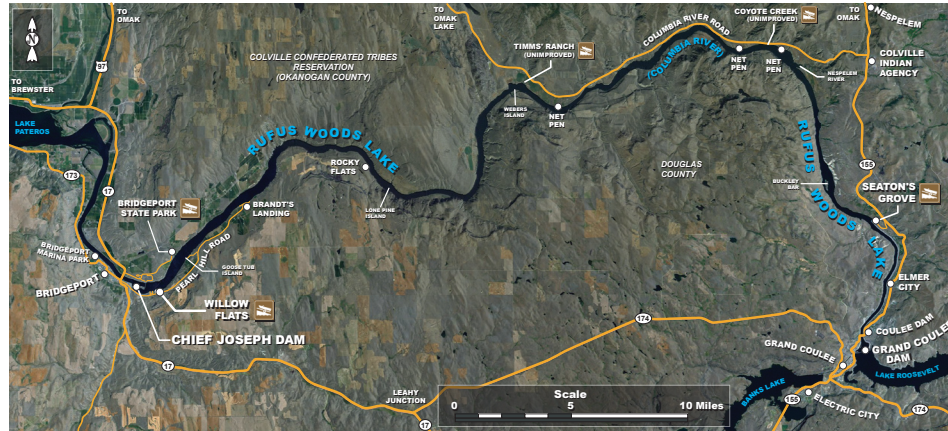 TO
OMAK
N
97
TO
BREWSTER
LAKE
PATEROS
173
17
BRIDGEPORT
STATE PARK
BRIDGEPORT
MARINA PARK
BRIDGEPORT
COLVILLE CONFEDERATED TRIBES
RESERVATION
(OKANOGAN COUNTY)
RUFUS WOODS LAKE
ROCKY
FLATS
LONE PINE
ISLAND
BRANDT'S
LANDING
PEARL HILL ROAD
GOOSE TUB
ISLAND
WILLOW
FLATS
CHIEF JOSEPH DAM
17
TO
OMAK
LAKE
TIMMS' RANCH
(UNIMPROVED)
WEBERS
ISLAND
NET
PEN
COLUMBIA RIVER ROAD
(COLUMBIA RIVER)
COYOTE CREEK
(UNIMPROVED)
NET
PEN
NET
PEN
NESPELEM
RIVER
TO
OMAK
NESPELEM
COLVILLE
INDIAN
AGENCY
155
DOUGLAS
COUNTY
BUCKLEY
BAR
RUFUS WOODS LAKE
SEATON'S
GROVE
ELMER
CITY
COULEE DAM
GRAND COULEE
DAM
GRAND COULEE
LAKE ROOSEVELT
BANKS LAKE
155
ELECTRIC CITY
174
174
LEAHY
JUNCTION
17
Scale
0 5 10 Miles